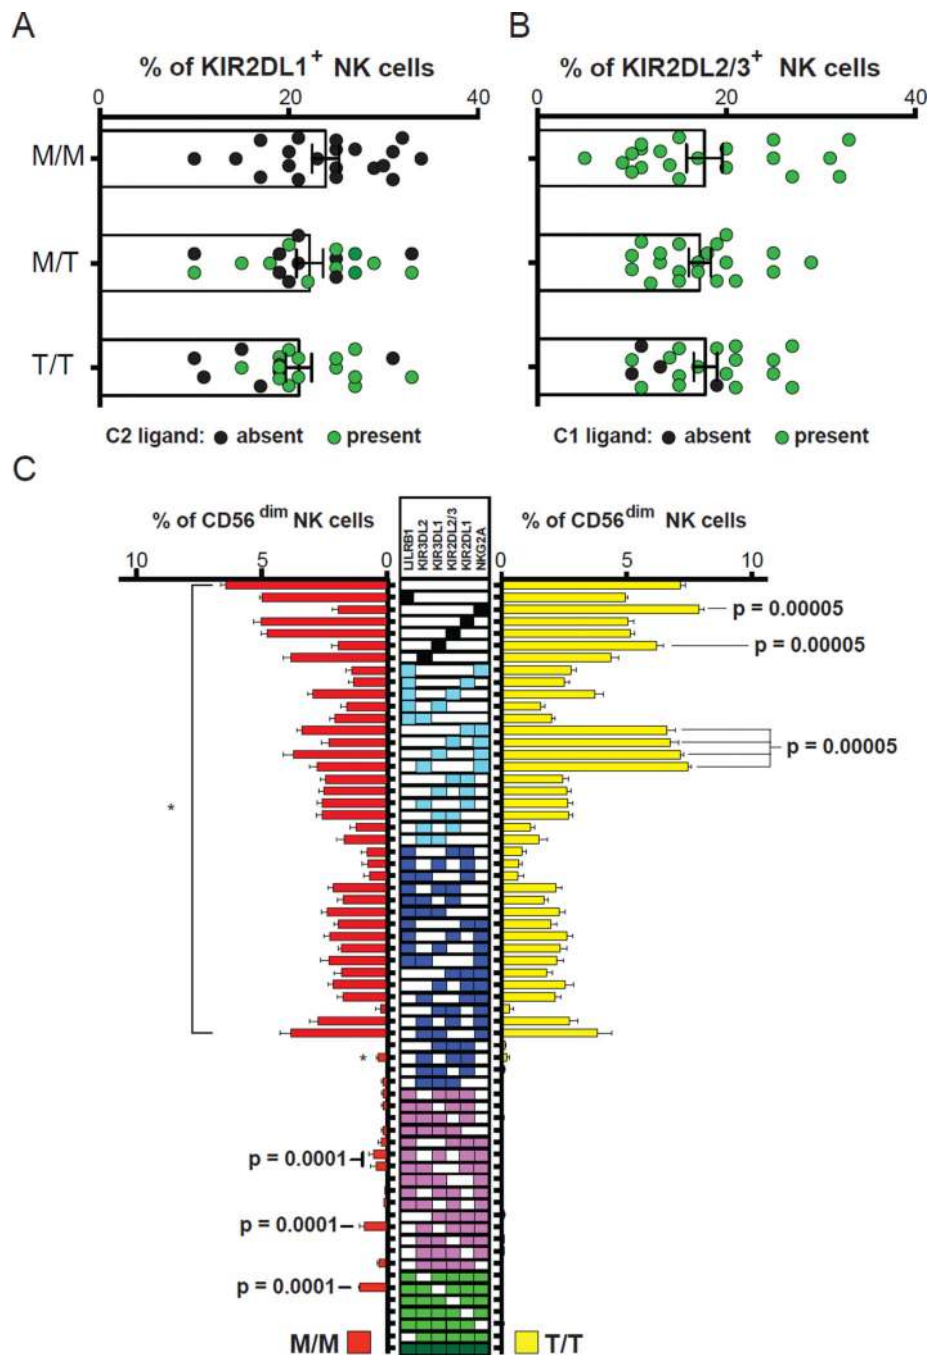 A
% of KIR2DL1+ NK cells
0 20 40
M/M
M/T
T/T
C2 ligand: absent present
B
% of KIR2DL2/3+ NK cells
0 20 40
C1 ligand: absent present
C
% of CD56 dim NK cells
10 5 0
LILRB1
KIR3DL2
KIR3DL1
KIR2DL2/3
KIR2DL1
NKG2A
% of CD56dim NK cells
0 5 10
p = 0.00005
p = 0.00005
p = 0.00005
*
*
p = 0.0001
p = 0.0001
p = 0.0001
M/M
T/T